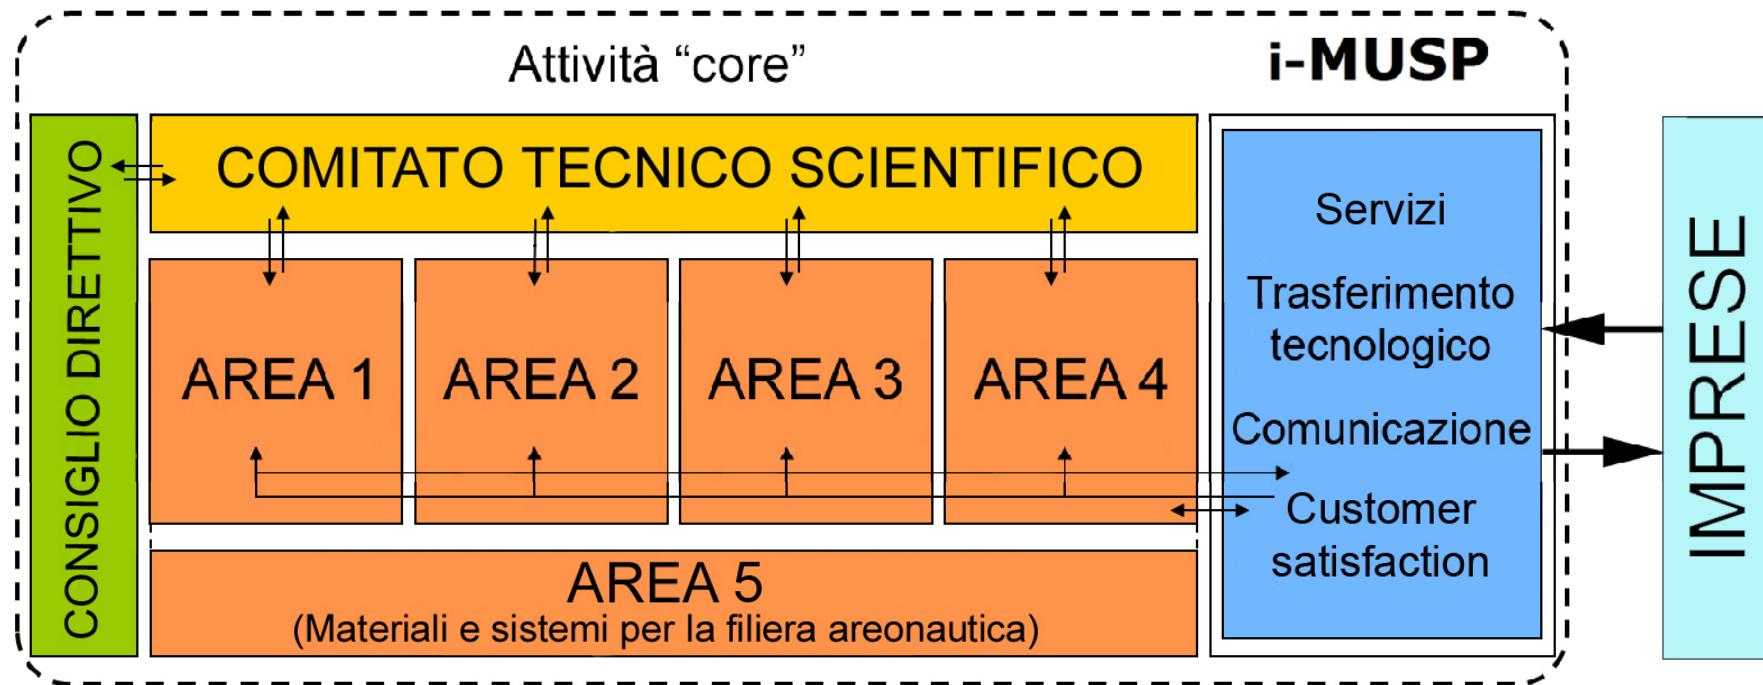 Attività “core”
i-MUSP
CONSIGLIO DIRETTIVO
COMITATO TECNICO SCIENTIFICO
AREA 1
AREA 2
AREA 3
AREA 4
AREA 5
(Materiali e sistemi per la filiera areonautica)
Servizi
Trasferimento
tecnologico
Comunicazione
Customer
satisfaction
IMPRESE